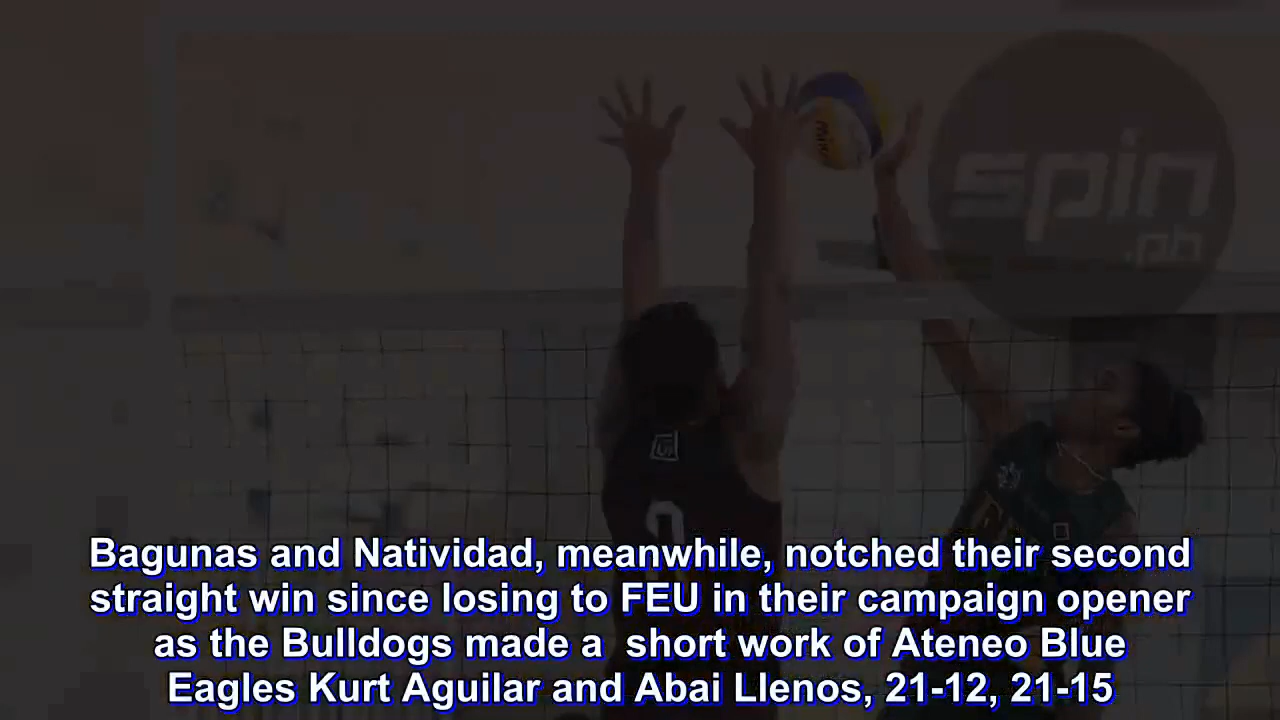 spin
.ph
Bagunas and Natividad, meanwhile, notched their second
straight win since losing to FEU in their campaign opener
as the Bulldogs made a  short work of Ateneo Blue
Eagles Kurt Aguilar and Abai Llenos, 21-12, 21-15